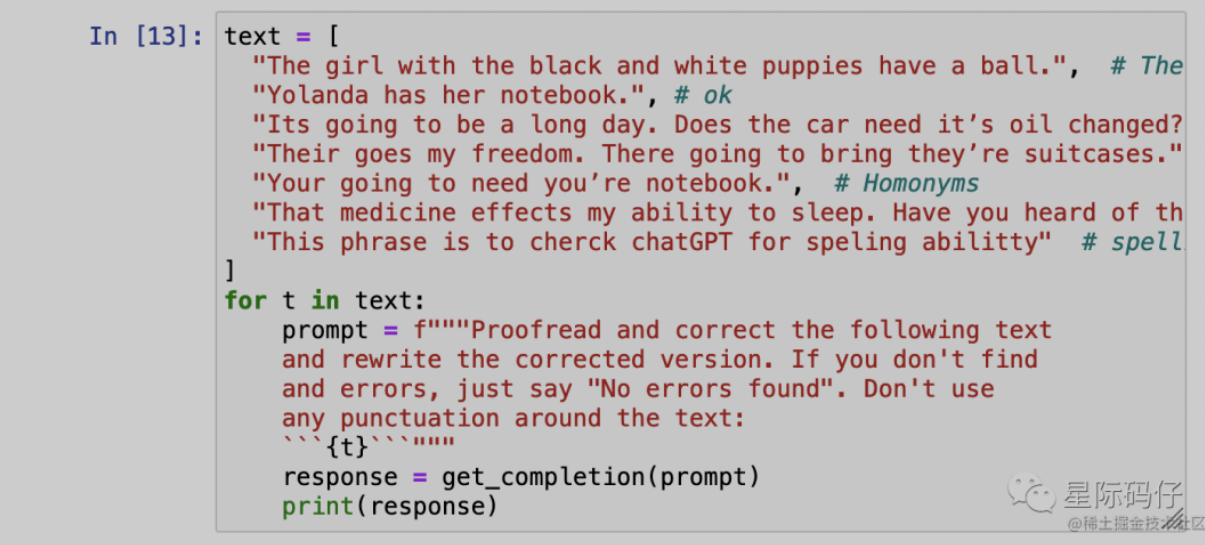 In [13]: text = [
"The girl with the black and white puppies have a ball.",  # The
"Yolanda has her notebook.", # ok
"Its going to be a long day. Does the car need it’s oil changed?
"Their goes my freedom. There going to bring they’re suitcases."
"Your going to need you’re notebook.",  # Homonyms
"That medicine effects my ability to sleep. Have you heard of th
"This phrase is to cherck chatGPT for speling abilitty"  # spell
]
for t in text:
prompt = f"""Proofread and correct the following text
and rewrite the corrected version. If you don't find
and errors, just say "No errors found". Don't use
any punctuation around the text:
```{t}```"""
response = get_completion(prompt)
print(response)
星际码仔
@稀土掘金技术社区